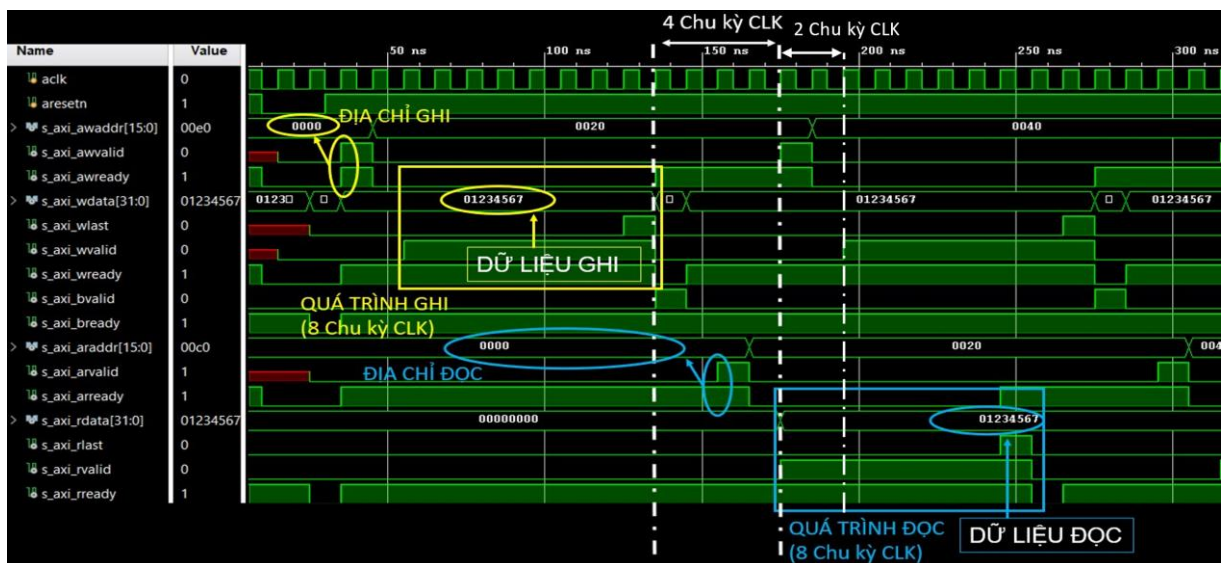 4 Chu kỳ CLK 2 Chu kỳ CLK
Name Value 50 ns 100 ns 150 ns 200 ns 250 ns 300 ns
aclk 0
aresetn 1
ĐỊA CHỈ GHI
s_axi_awaddr[15:0] 00e0 0000 0020 0040
s_axi_awvalid 0
s_axi_awready 1
s_axi_wdata[31:0] 01234567 0123 01234567 01234567 01234567
s_axi_wlast 0
s_axi_wvalid 0
DỮ LIỆU GHI
s_axi_wready 1
s_axi_bvalid 0
QUÁ TRÌNH GHI
s_axi_bready 1
(8 Chu kỳ CLK)
s_axi_araddr[15:0] 00c0 0000 0020 004
s_axi_arvalid 1
ĐIA CHỈ ĐỌC
s_axi_arready 1
s_axi_rdata[31:0] 01234567 00000000 01234567
s_axi_rlast 0
s_axi_rvalid 0
s_axi_rready 1
QUÁ TRÌNH ĐỌC
(8 Chu kỳ CLK)
DỮ LIỆU ĐỌC